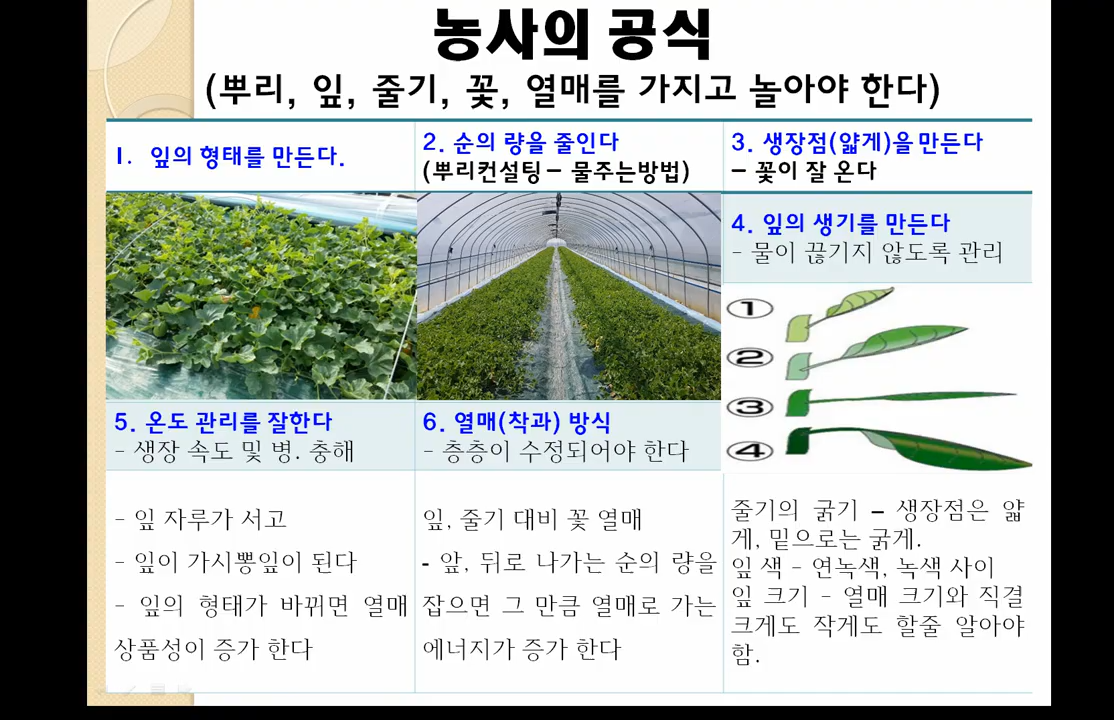 농사의 공식
(뿌리, 잎, 줄기, 꽃, 열매를 가지고 놀아야 한다)
1. 잎의 형태를 만든다.
2. 순의 량을 줄인다
(뿌리컨설팅 – 물주는방법)
3. 생장점(얇게)을 만든다
– 꽃이 잘 온다
4. 잎의 생기를 만든다
- 물이 끊기지 않도록 관리
①
②
③
④
5. 온도 관리를 잘한다
- 생장 속도 및 병. 충해
6. 열매(착과) 방식
- 층층이 수정되어야 한다
- 잎 자루가 서고
- 잎이 가시뽕잎이 된다
- 잎의 형태가 바뀌면 열매
상품성이 증가 한다
잎, 줄기 대비 꽃 열매
- 앞, 뒤로 나가는 순의 량을
잡으면 그 만큼 열매로 가는
에너지가 증가 한다
줄기의 굵기 – 생장점은 얇
게, 밑으로는 굵게.
잎 색 - 연녹색, 녹색 사이
잎 크기 - 열매 크기와 직결
크게도 작게도 할줄 알아야
함.